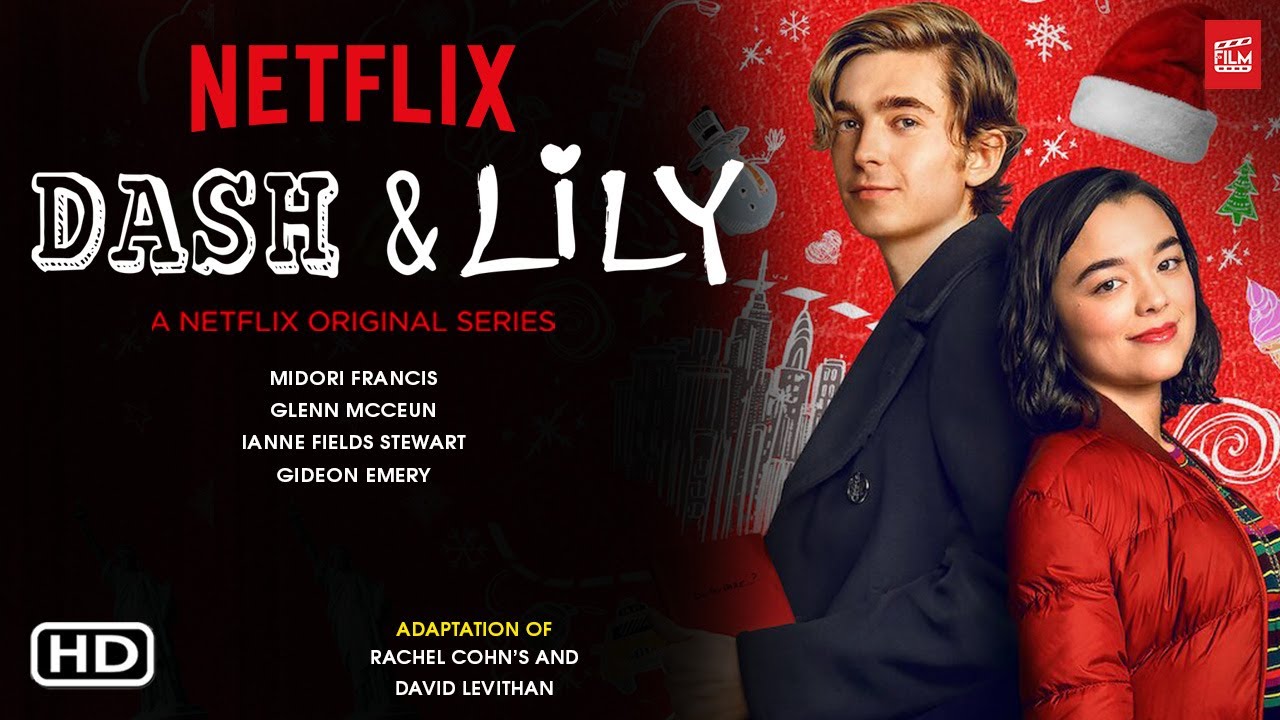 NETFLIX
DASH & LiLY
A NETFLIX ORIGINAL SERIES
MIDORI FRANCIS
GLENN MCCEUN
IANNE FIELDS STEWART
GIDEON EMERY
ADAPTATION OF
RACHEL COHN'S AND
DAVID LEVITHAN
HD
FILM